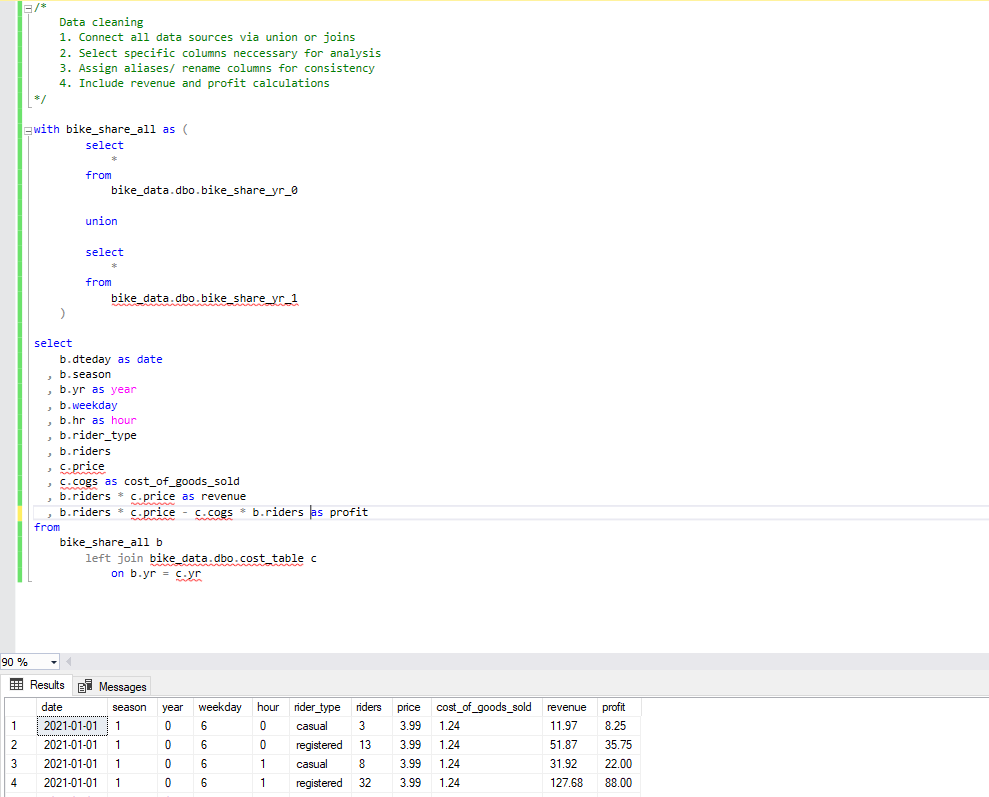 /*
Data cleaning
1. Connect all data sources via union or joins
2. Select specific columns neccessary for analysis
3. Assign aliases/ rename columns for consistency
4. Include revenue and profit calculations
*/
with bike_share_all as (
select
*
from
bike_data.dbo.bike_share_yr_0
union
select
*
from
bike_data.dbo.bike_share_yr_1
)
select
b.dteday as date
, b.season
, b.yr as year
, b.weekday
, b.hr as hour
, b.rider_type
, b.riders
, c.price
, c.cogs as cost_of_goods_sold
, b.riders * c.price as revenue
, b.riders * c.price - c.cogs * b.riders as profit
from
bike_share_all b
left join bike_data.dbo.cost_table c
on b.yr = c.yr
90 %
Results Messages
date season year weekday hour rider_type riders price cost_of_goods_sold revenue profit
1 2021-01-01 1 0 6 0 casual 3 3.99 1.24 11.97 8.25
2 2021-01-01 1 0 6 0 registered 13 3.99 1.24 51.87 35.75
3 2021-01-01 1 0 6 1 casual 8 3.99 1.24 31.92 22.00
4 2021-01-01 1 0 6 1 registered 32 3.99 1.24 127.68 88.00